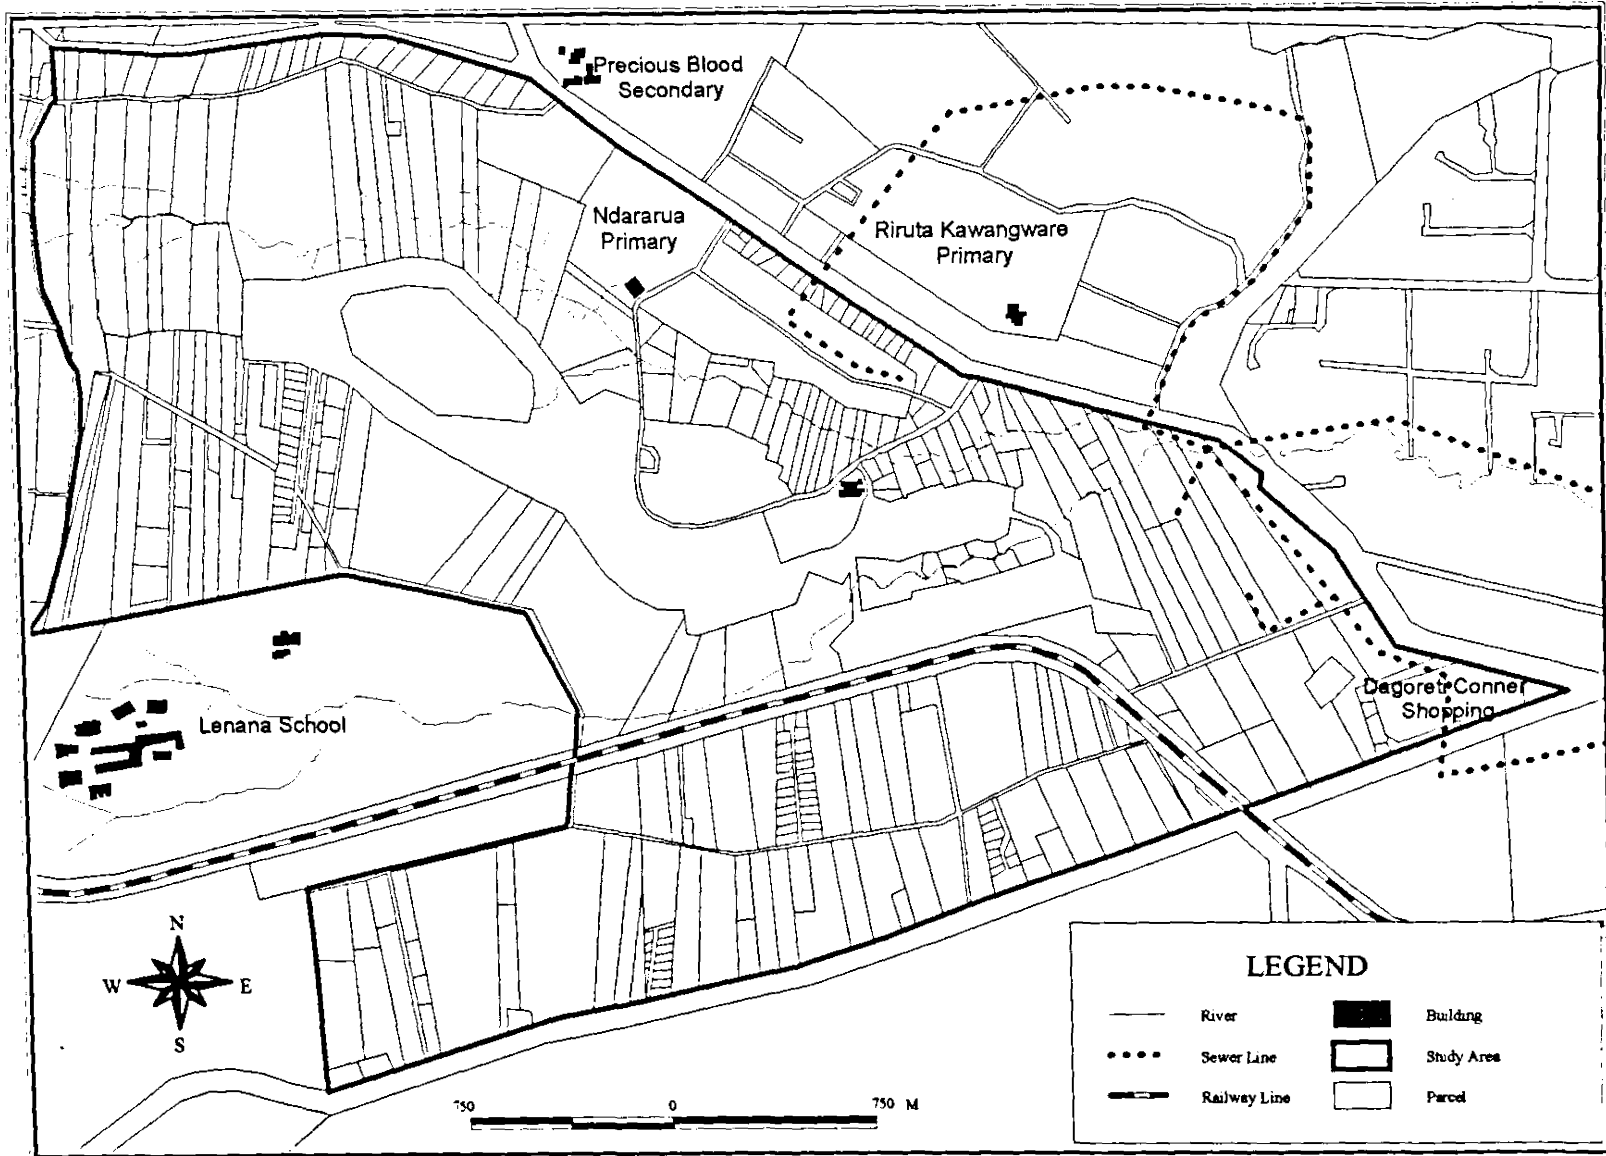 Precious Blood
Secondary
Ndararua
Primary
Riruta Kawangware
Primary
Dagoreti Conner
Shopping
Lenana School
N
W
E
S
750 0 750 M
LEGEND
River
Building
Sewer Line
Study Area
Railway Line
Parcel